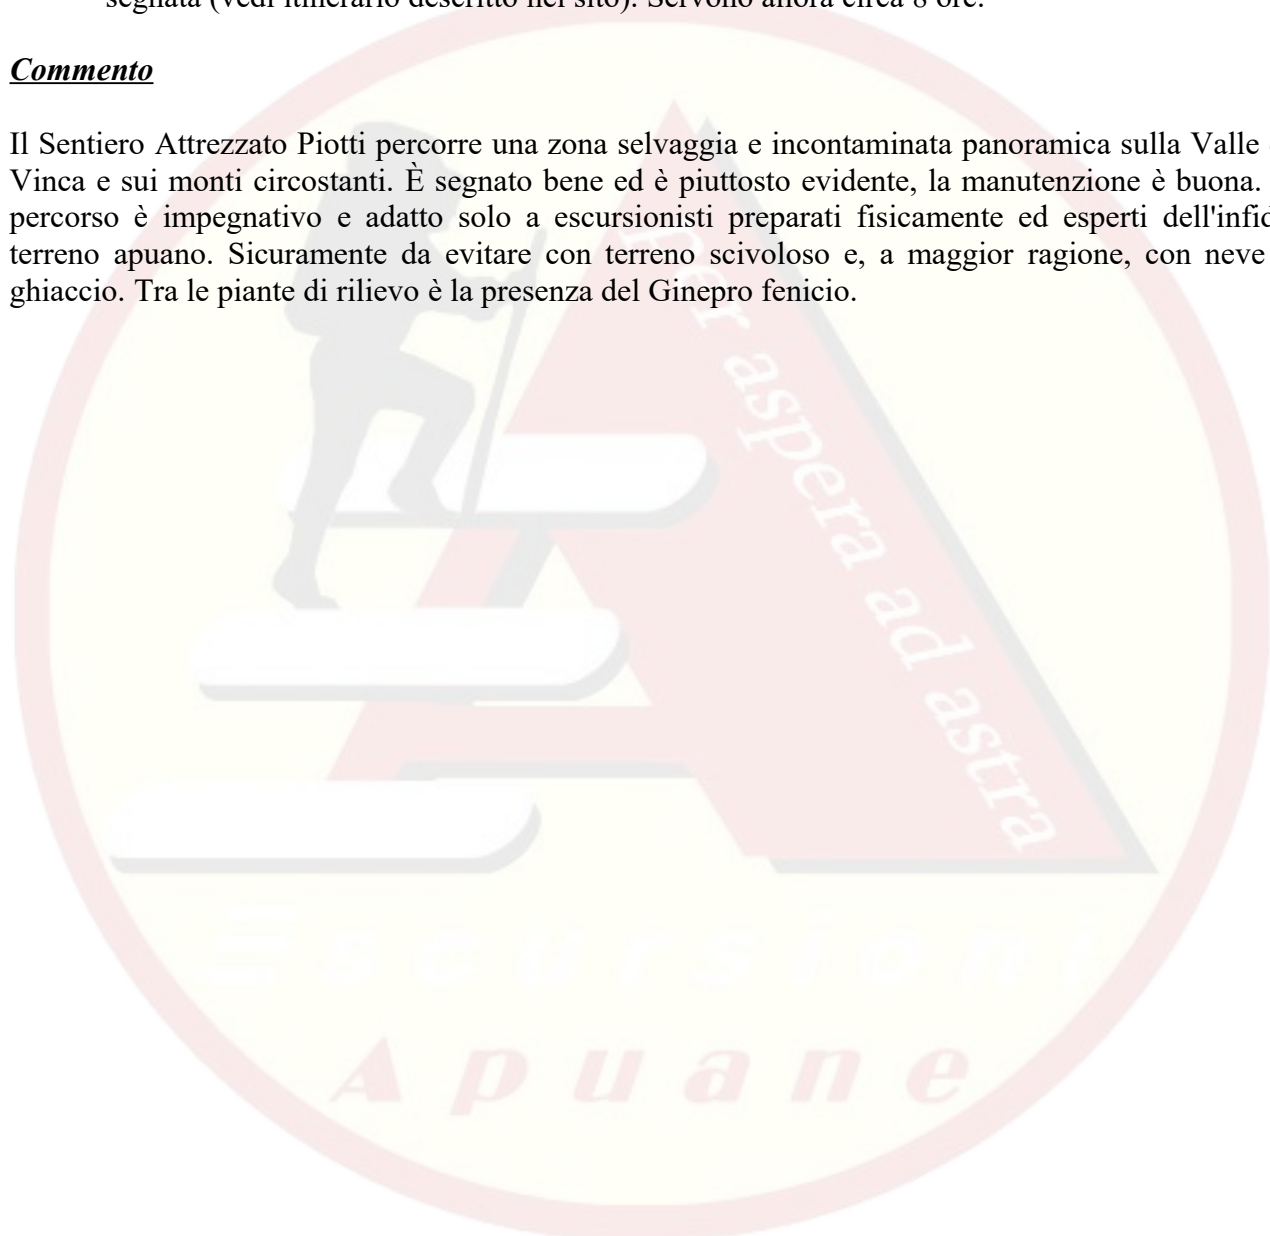 segnata (vedi itinerario descritto nel sito). Servono allora circa 8 ore.
Commento
Il Sentiero Attrezzato Piotti percorre una zona selvaggia e incontaminata panoramica sulla Valle
Vinca e sui monti circostanti. È segnato bene ed è piuttosto evidente, la manutenzione è buona.
percorso è impegnativo e adatto solo a escursionisti preparati fisicamente ed esperti dell'infid
terreno apuano. Sicuramente da evitare con terreno scivoloso e, a maggior ragione, con neve
ghiaccio. Tra le piante di rilievo è la presenza del Ginepro fenicio.
Per aspera ad astra
Escursioni
Apuane